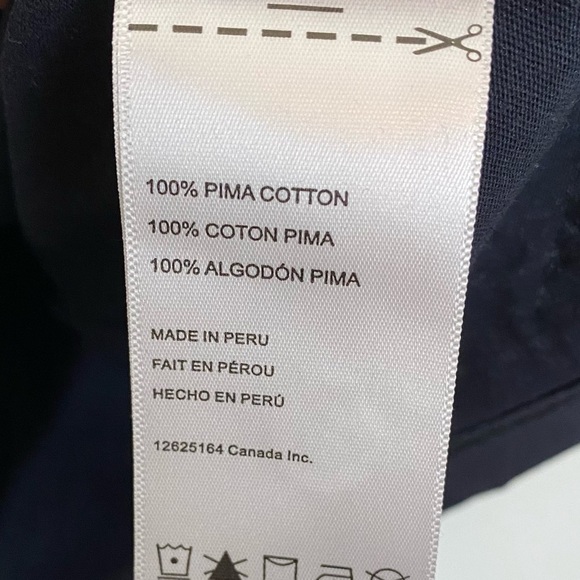 100% PIMA COTTON
100% COTON PIMA
100% ALGODÓN PIMA
MADE IN PERU
FAIT EN PÉROU
HECHO EN PERÚ
12625164 Canada Inc.